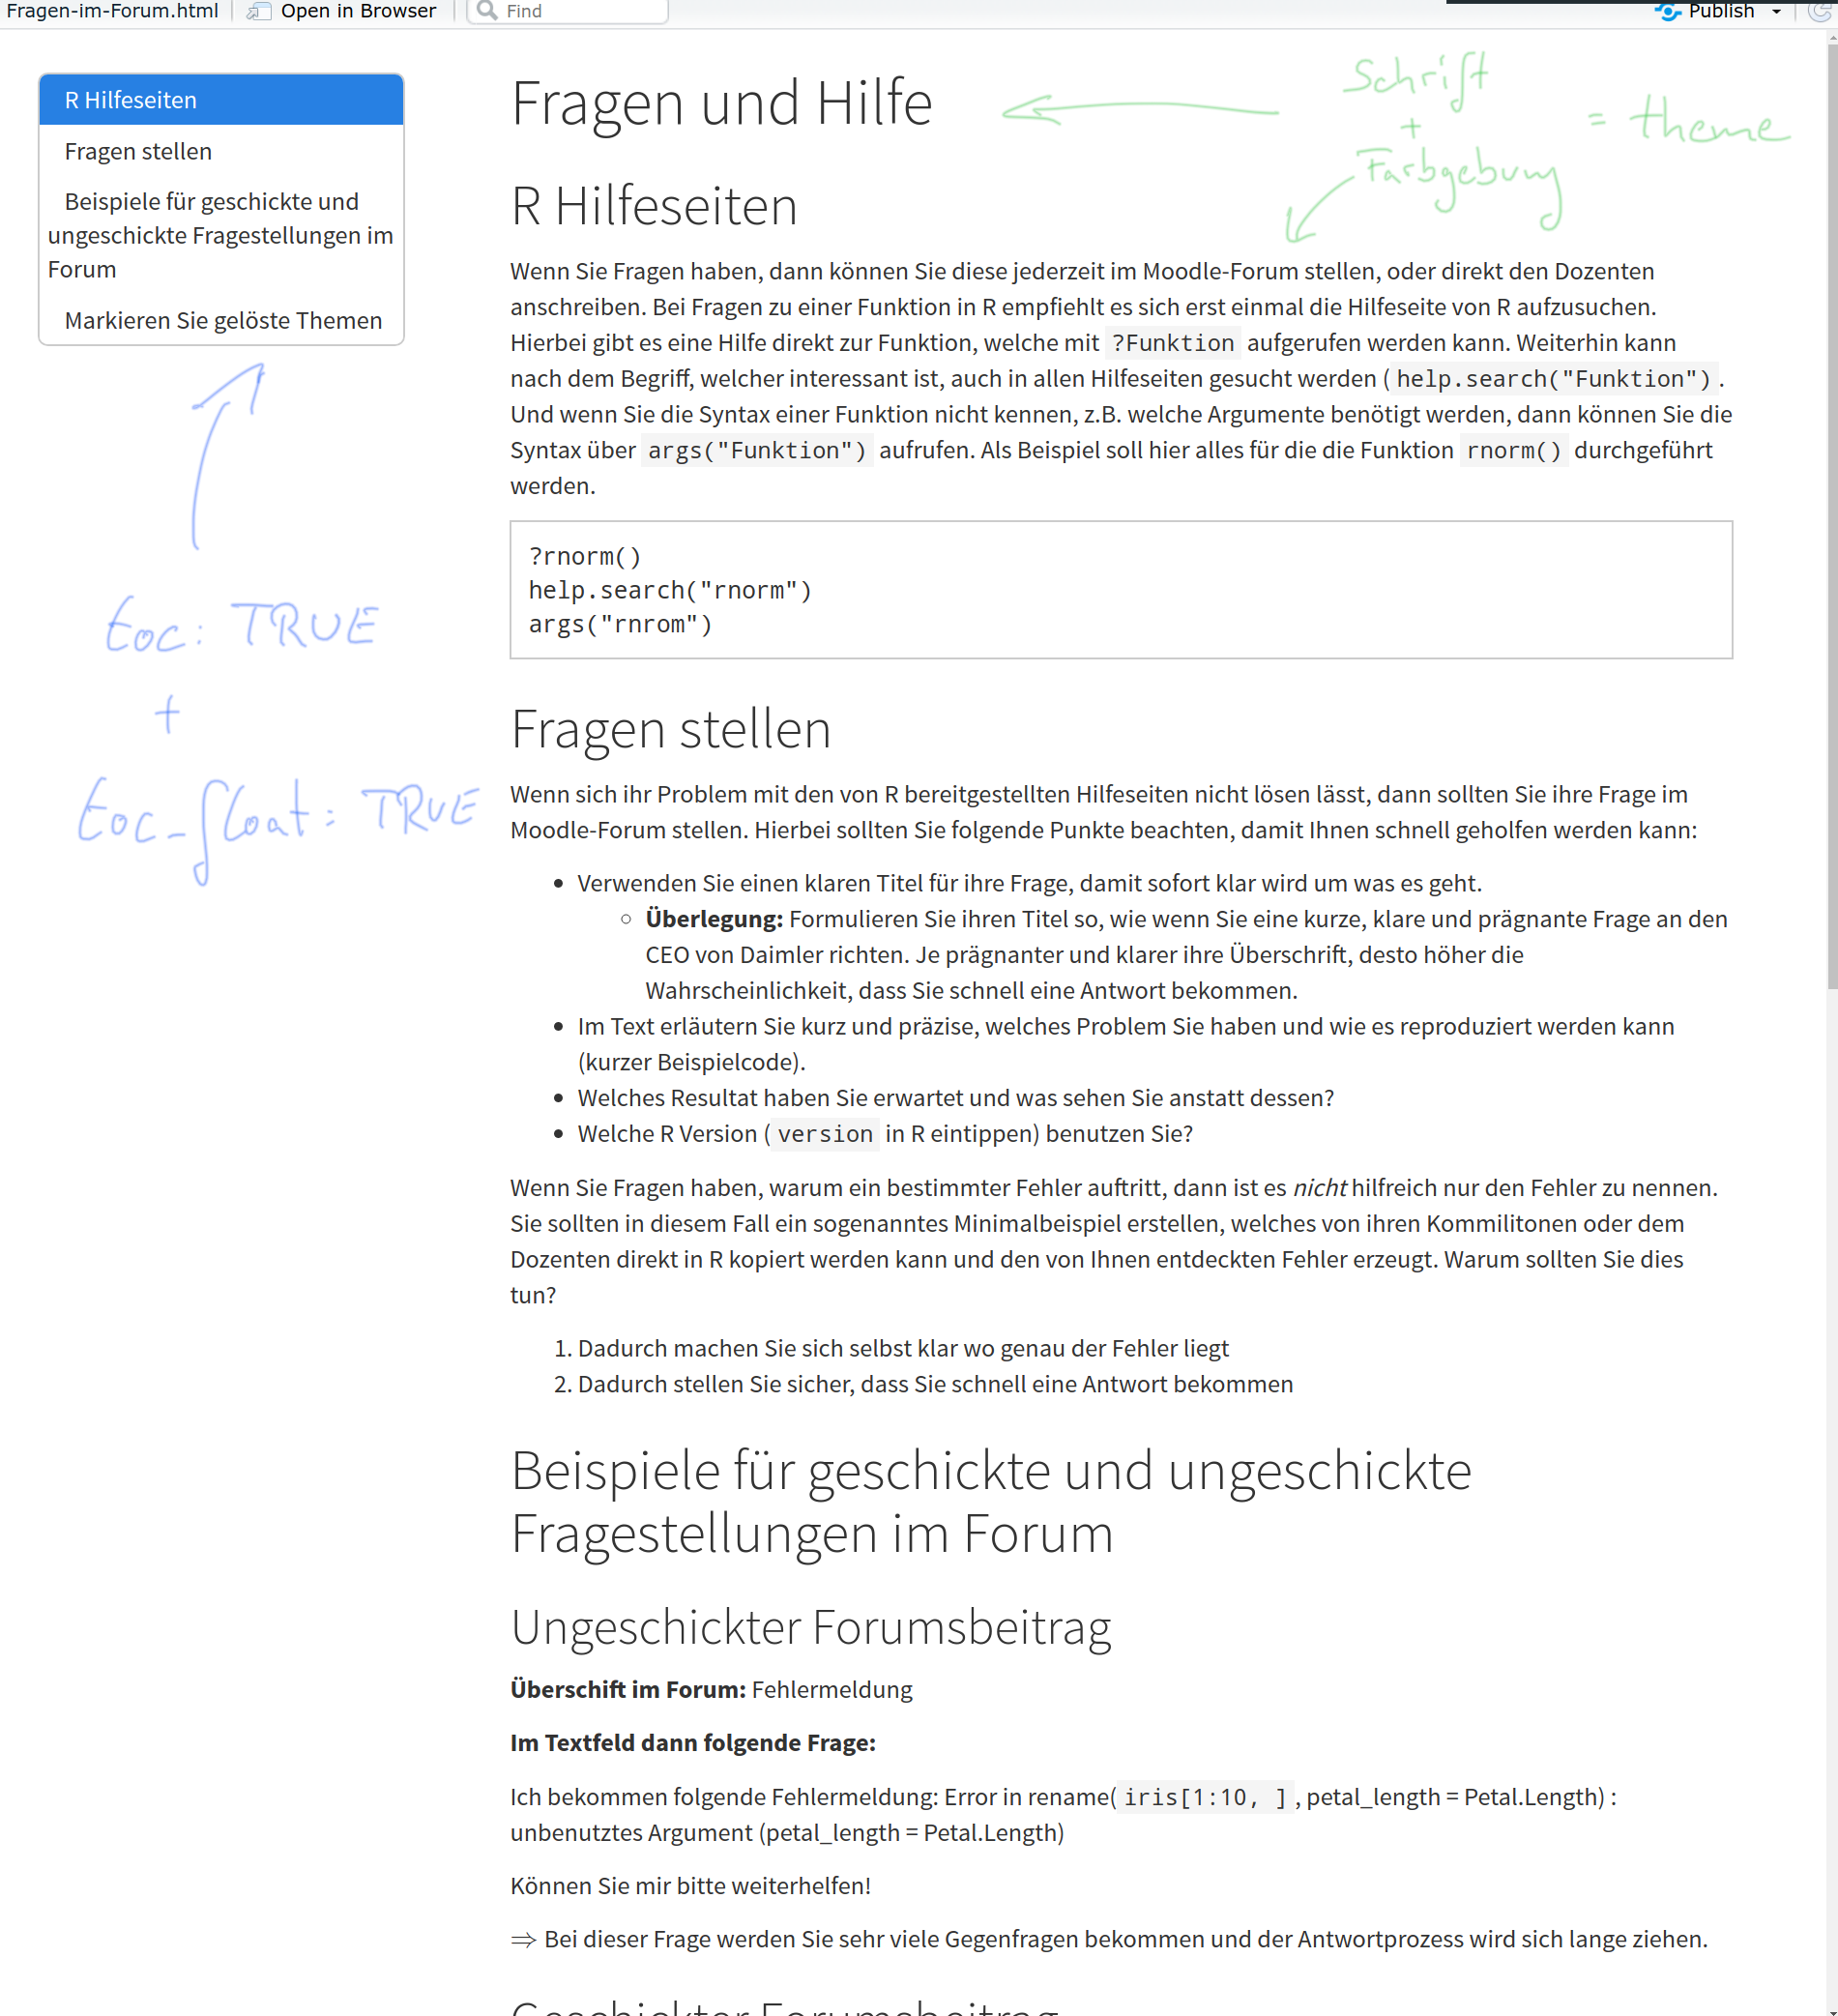 Fragen-im-Forum.html
Open in Browser
Find
Publish
R Hilfeseiten
Fragen stellen
Beispiele für geschickte und
ungeschickte Fragestellungen im
Forum
Markieren Sie gelöste Themen
toc: TRUE
+
toc_float: TRUE
Fragen und Hilfe
Schrift
+
Farbgebung
= theme
R Hilfeseiten
Wenn Sie Fragen haben, dann können Sie diese jederzeit im Moodle-Forum stellen, oder direkt den Dozenten
anschreiben. Bei Fragen zu einer Funktion in R empfiehlt es sich erst einmal die Hilfeseite von R aufzusuchen.
Hierbei gibt es eine Hilfe direkt zur Funktion, welche mit ?Funktion aufgerufen werden kann. Weiterhin kann
nach dem Begriff, welcher interessant ist, auch in allen Hilfeseiten gesucht werden ( help.search("Funktion") .
Und wenn Sie die Syntax einer Funktion nicht kennen, z.B. welche Argumente benötigt werden, dann können Sie die
Syntax über args("Funktion") aufrufen. Als Beispiel soll hier alles für die die Funktion rnorm() durchgeführt
werden.
?rnorm()
help.search("rnorm")
args("rnrom")
Fragen stellen
Wenn sich ihr Problem mit den von R bereitgestellten Hilfeseiten nicht lösen lässt, dann sollten Sie ihre Frage im
Moodle-Forum stellen. Hierbei sollten Sie folgende Punkte beachten, damit Ihnen schnell geholfen werden kann:
• Verwenden Sie einen klaren Titel für ihre Frage, damit sofort klar wird um was es geht.
○ Überlegung: Formulieren Sie ihren Titel so, wie wenn Sie eine kurze, klare und prägnante Frage an den
CEO von Daimler richten. Je prägnanter und klarer ihre Überschrift, desto höher die
Wahrscheinlichkeit, dass Sie schnell eine Antwort bekommen.
• Im Text erläutern Sie kurz und präzise, welches Problem Sie haben und wie es reproduziert werden kann
(kurzer Beispielcode).
• Welches Resultat haben Sie erwartet und was sehen Sie anstatt dessen?
• Welche R Version ( version in R eintippen) benutzen Sie?
Wenn Sie Fragen haben, warum ein bestimmter Fehler auftritt, dann ist es nicht hilfreich nur den Fehler zu nennen.
Sie sollten in diesem Fall ein sogenanntes Minimalbeispiel erstellen, welches von ihren Kommilitonen oder dem
Dozenten direkt in R kopiert werden kann und den von Ihnen entdeckten Fehler erzeugt. Warum sollten Sie dies
tun?
1. Dadurch machen Sie sich selbst klar wo genau der Fehler liegt
2. Dadurch stellen Sie sicher, dass Sie schnell eine Antwort bekommen
Beispiele für geschickte und ungeschickte
Fragestellungen im Forum
Ungeschickter Forumsbeitrag
Überschift im Forum: Fehlermeldung
Im Textfeld dann folgende Frage:
Ich bekommen folgende Fehlermeldung: Error in rename( iris[1:10, ] , petal_length = Petal.Length) :
unbenutztes Argument (petal_length = Petal.Length)
Können Sie mir bitte weiterhelfen!
⇒ Bei dieser Frage werden Sie sehr viele Gegenfragen bekommen und der Antwortprozess wird sich lange ziehen.
Geschickter Forumsbeitrag